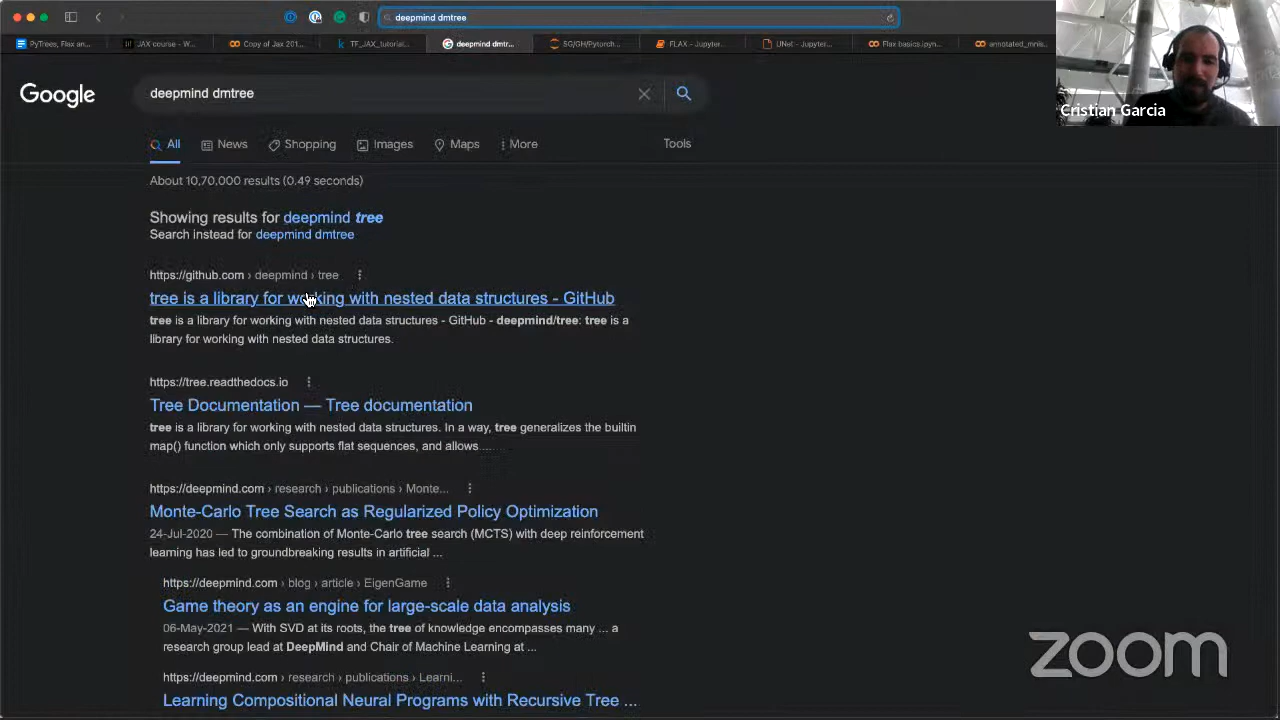 deepmind dmtree
PyTrees, Flax an...
JAX course - W...
Copy of Jax 201...
TF_JAX_tutorial...
deepmind dmtr...
SG/GH/Pytorch...
FLAX - Jupyter...
UNet - Jupyter...
Flax basics.ipyn...
annotated_mnis...
Cristian Garcia
Google
deepmind dmtree
All
News
Shopping
Images
Maps
More
Tools
About 10,70,000 results (0.49 seconds)
Showing results for deepmind tree
Search instead for deepmind dmtree
https://github.com › deepmind › tree
tree is a library for working with nested data structures - GitHub
tree is a library for working with nested data structures - GitHub - deepmind/tree: tree is a
library for working with nested data structures.
https://tree.readthedocs.io
Tree Documentation — Tree documentation
tree is a library for working with nested data structures. In a way, tree generalizes the builtin
map() function which only supports flat sequences, and allows....
https://deepmind.com › research › publications › Monte...
Monte-Carlo Tree Search as Regularized Policy Optimization
24-Jul-2020 — The combination of Monte-Carlo tree search (MCTS) with deep reinforcement
learning has led to groundbreaking results in artificial ...
https://deepmind.com › blog › article › EigenGame
Game theory as an engine for large-scale data analysis
06-May-2021 — With SVD at its roots, the tree of knowledge encompasses many ... a
research group lead at DeepMind and Chair of Machine Learning at ...
https://deepmind.com › research › publications › Learni...
Learning Compositional Neural Programs with Recursive Tree ...
zoom